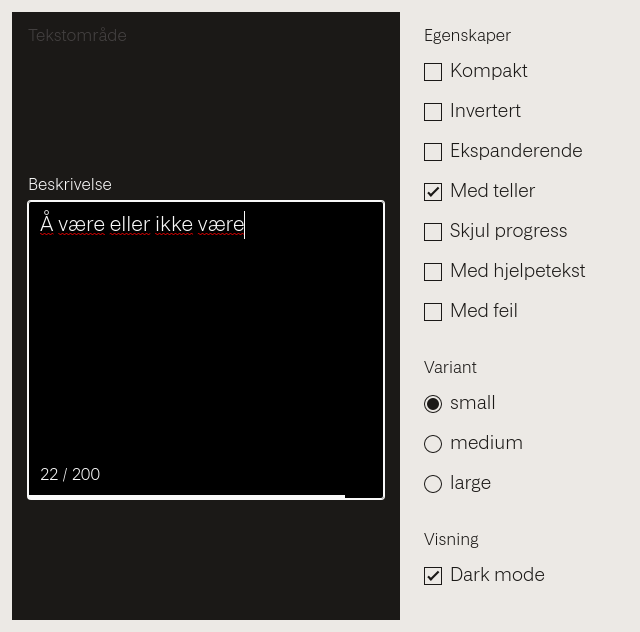 Tekstområde
Beskrivelse
Å være eller ikke være
22 / 200
Egenskaper
Kompakt
Invertert
Ekspanderende
Med teller
Skjul progress
Med hjelpetekst
Med feil
Variant
small
medium
large
Visning
Dark mode